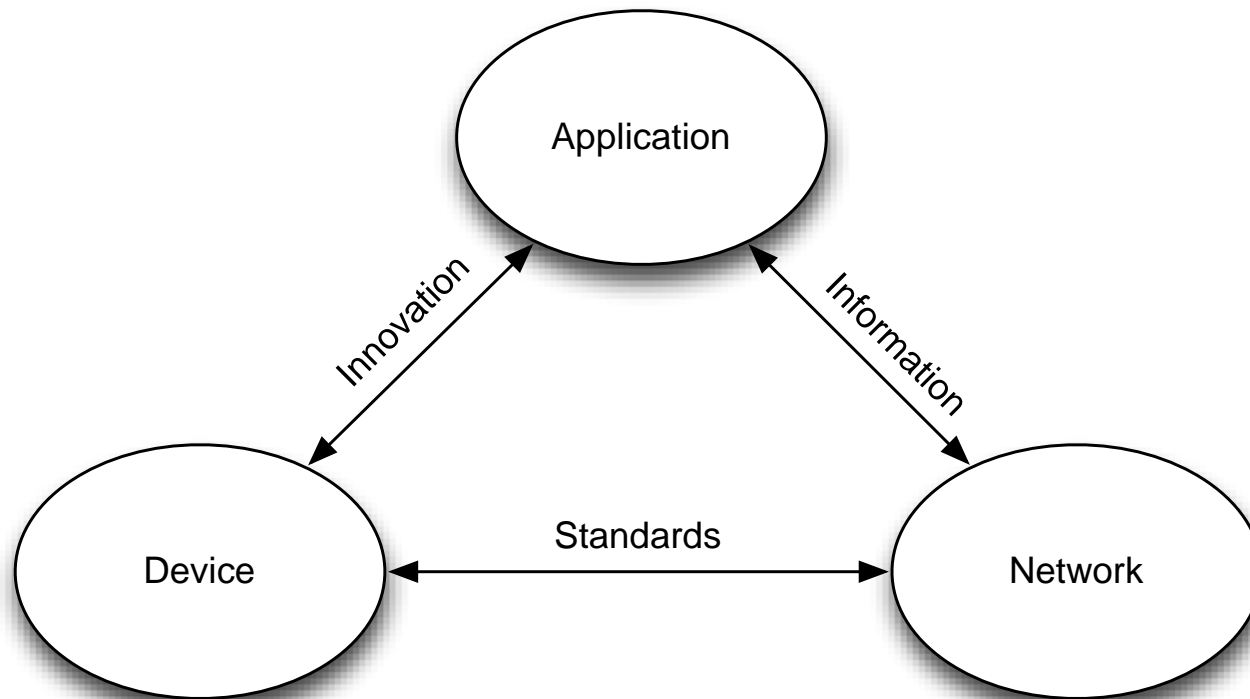 Application
Innovation
Information
Standards
Device
Network